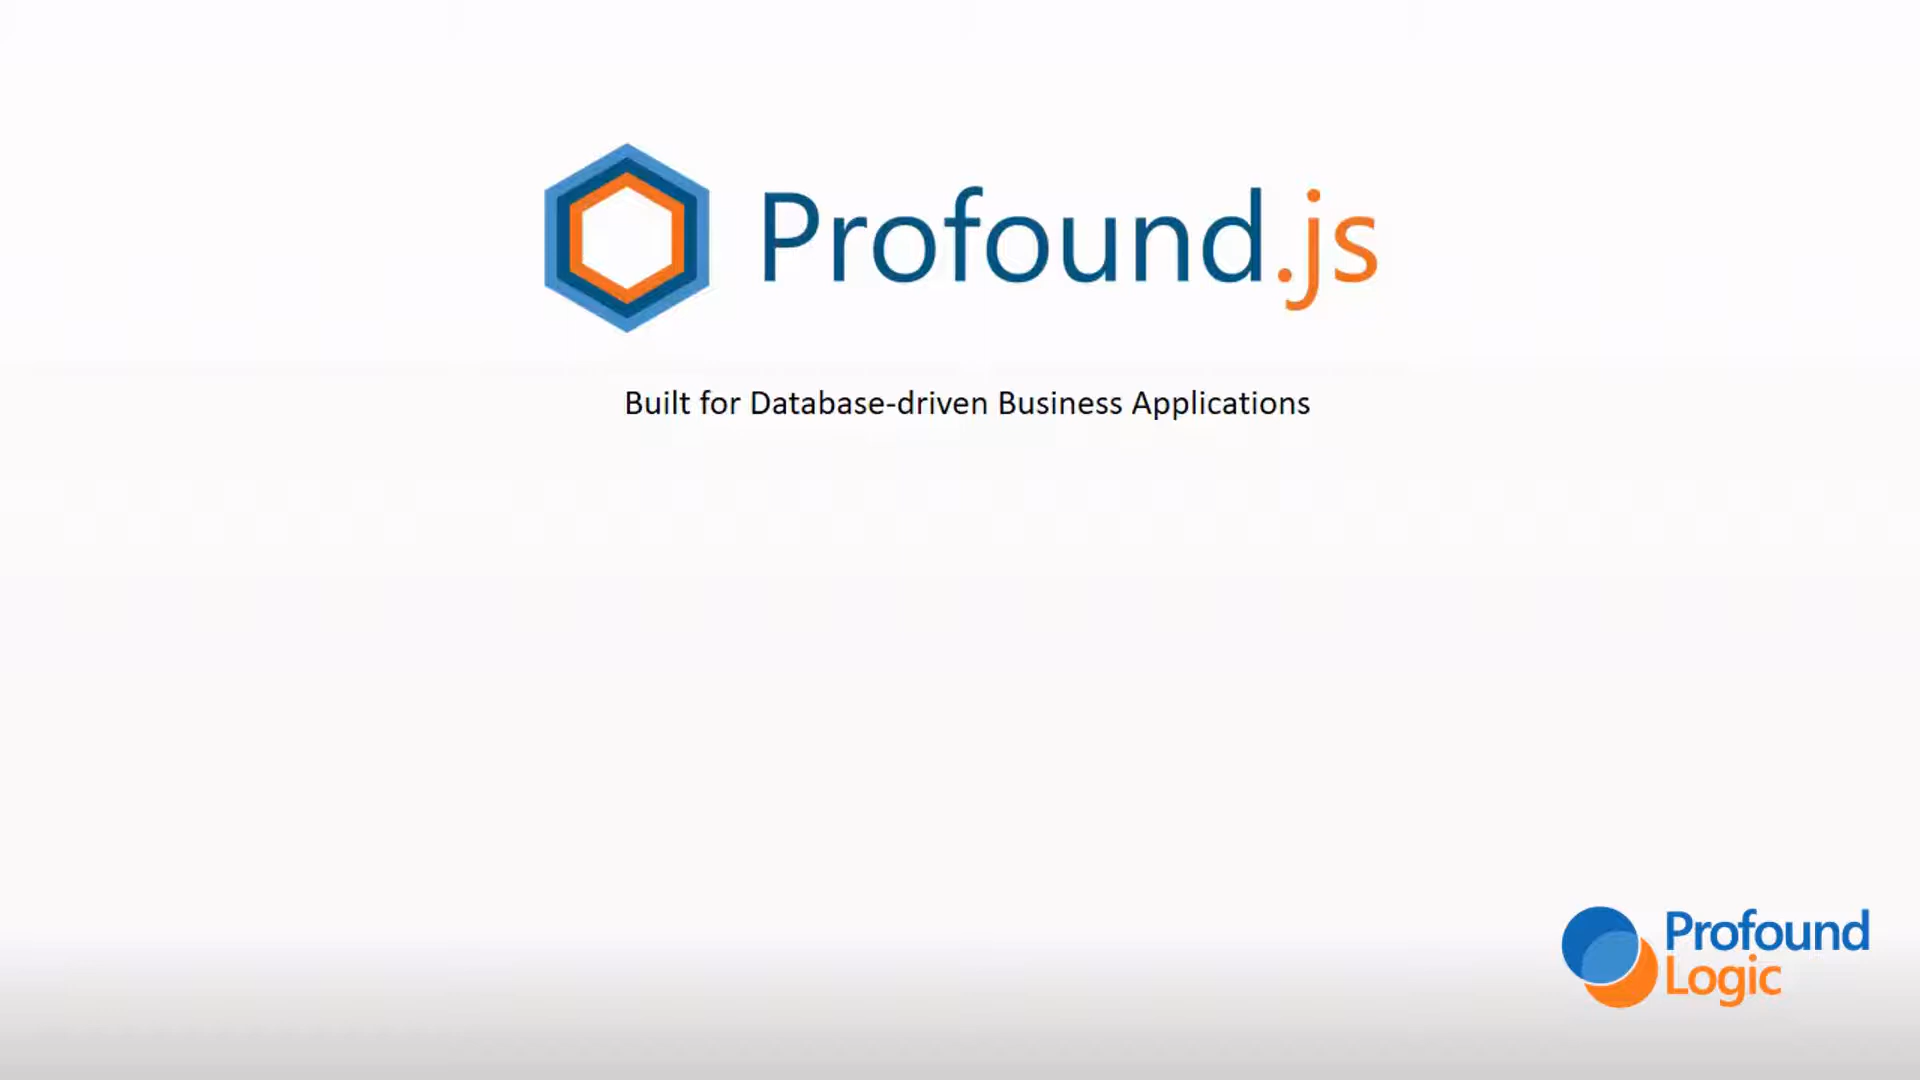 Profound.js
Built for Database-driven Business Applications
Profound
Logic